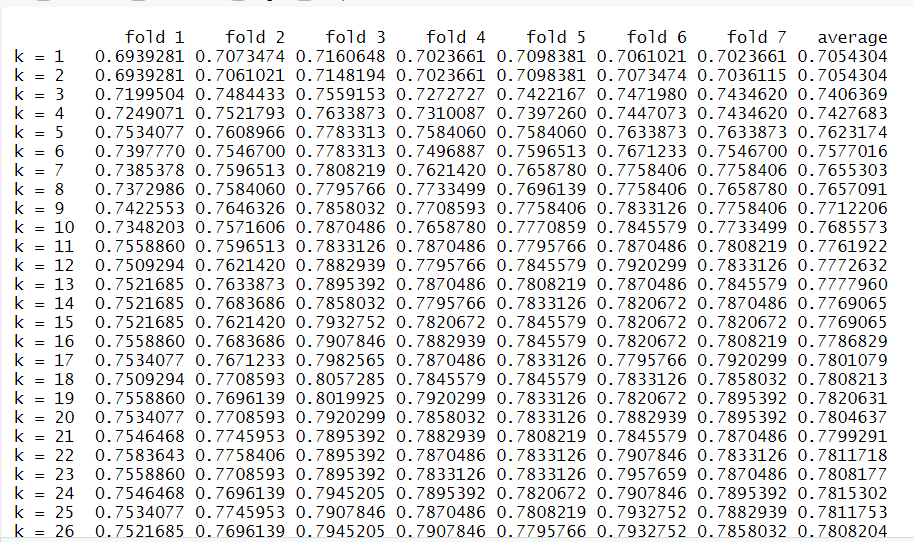 fold 1 fold 2 fold 3 fold 4 fold 5 fold 6 fold 7 average
k = 1 0.6939281 0.7073474 0.7160648 0.7023661 0.7098381 0.7061021 0.7023661 0.7054304
k = 2 0.6939281 0.7061021 0.7148194 0.7023661 0.7098381 0.7073474 0.7036115 0.7054304
k = 3 0.7199504 0.7484433 0.7559153 0.7272727 0.7422167 0.7471980 0.7434620 0.7406369
k = 4 0.7249071 0.7521793 0.7633873 0.7310087 0.7397260 0.7447073 0.7434620 0.7427683
k = 5 0.7534077 0.7608966 0.7783313 0.7584060 0.7584060 0.7633873 0.7633873 0.7623174
k = 6 0.7397770 0.7546700 0.7783313 0.7496887 0.7596513 0.7671233 0.7546700 0.7577016
k = 7 0.7385378 0.7596513 0.7808219 0.7621420 0.7658780 0.7758406 0.7758406 0.7655303
k = 8 0.7372986 0.7584060 0.7795766 0.7733499 0.7696139 0.7758406 0.7658780 0.7657091
k = 9 0.7422553 0.7646326 0.7858032 0.7708593 0.7758406 0.7833126 0.7758406 0.7712206
k = 10 0.7348203 0.7571606 0.7870486 0.7658780 0.7770859 0.7845579 0.7733499 0.7685573
k = 11 0.7558860 0.7596513 0.7833126 0.7870486 0.7795766 0.7870486 0.7808219 0.7761922
k = 12 0.7509294 0.7621420 0.7882939 0.7795766 0.7845579 0.7920299 0.7833126 0.7772632
k = 13 0.7521685 0.7633873 0.7895392 0.7870486 0.7808219 0.7870486 0.7845579 0.7777960
k = 14 0.7521685 0.7683686 0.7858032 0.7795766 0.7833126 0.7820672 0.7870486 0.7769065
k = 15 0.7521685 0.7621420 0.7932752 0.7820672 0.7845579 0.7820672 0.7820672 0.7769065
k = 16 0.7558860 0.7683686 0.7907846 0.7882939 0.7845579 0.7820672 0.7808219 0.7786829
k = 17 0.7534077 0.7671233 0.7982565 0.7870486 0.7833126 0.7795766 0.7920299 0.7801079
k = 18 0.7509294 0.7708593 0.8057285 0.7845579 0.7845579 0.7833126 0.7858032 0.7808213
k = 19 0.7558860 0.7696139 0.8019925 0.7920299 0.7833126 0.7820672 0.7895392 0.7820631
k = 20 0.7534077 0.7708593 0.7920299 0.7858032 0.7833126 0.7882939 0.7895392 0.7804637
k = 21 0.7546468 0.7745953 0.7895392 0.7882939 0.7808219 0.7845579 0.7870486 0.7799291
k = 22 0.7583643 0.7758406 0.7895392 0.7870486 0.7833126 0.7907846 0.7833126 0.7811718
k = 23 0.7558860 0.7708593 0.7895392 0.7833126 0.7833126 0.7957659 0.7870486 0.7808177
k = 24 0.7546468 0.7696139 0.7945205 0.7895392 0.7820672 0.7907846 0.7895392 0.7815302
k = 25 0.7534077 0.7745953 0.7907846 0.7870486 0.7808219 0.7932752 0.7882939 0.7811753
k = 26 0.7521685 0.7696139 0.7945205 0.7907846 0.7795766 0.7932752 0.7858032 0.7808204